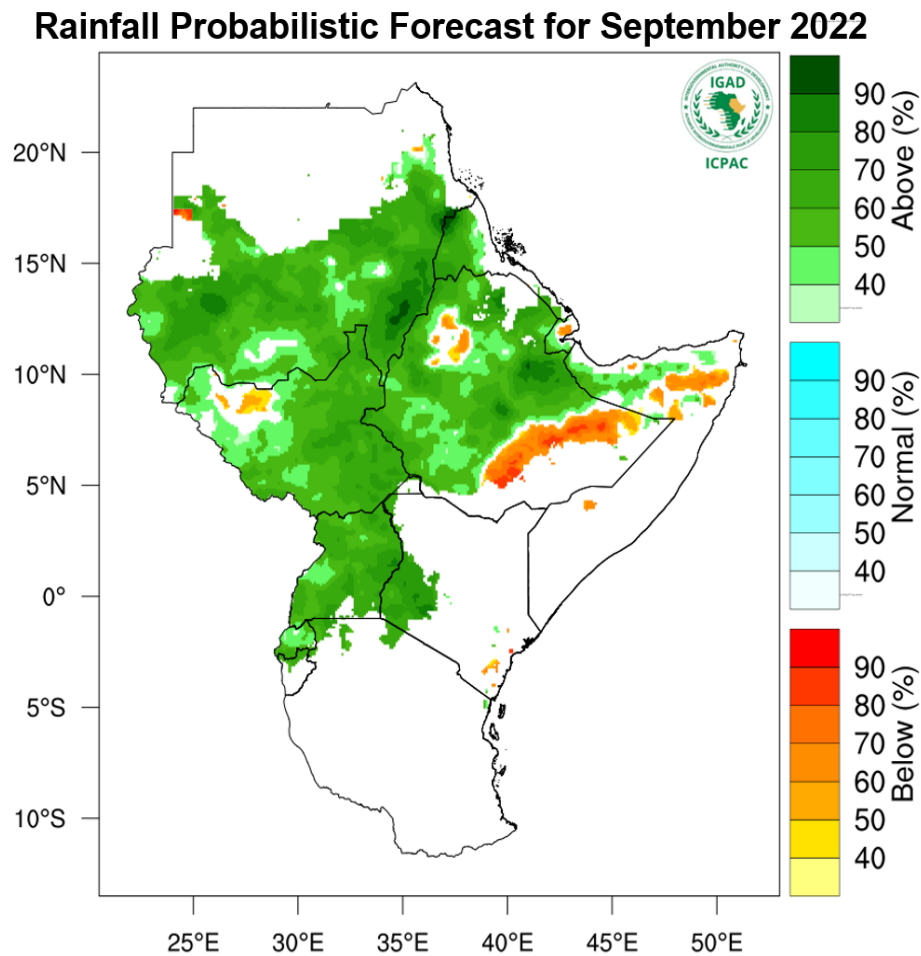 Rainfall Probabilistic Forecast for September 2022
IGAD
ICPAC
20°N
15°N
10°N
5°N
0°
5°S
10°S
25°E
30°E
35°E
40°E
45°E
50°E
90
80
70
60
50
40
Above (%)
90
80
70
60
50
40
Normal (%)
90
80
70
60
50
40
Below (%)